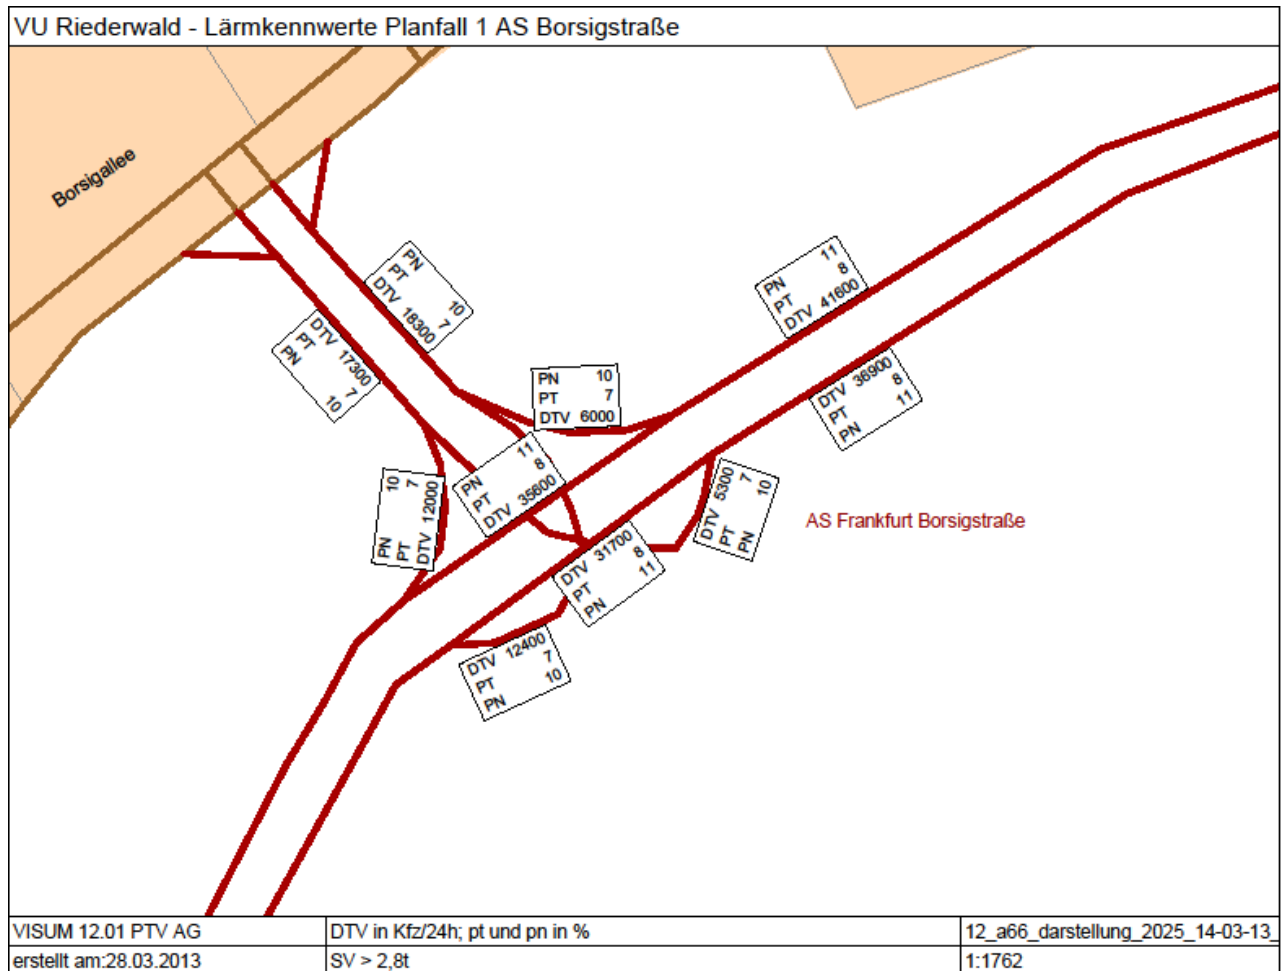 VU Riederwald - Lärmkennwerte Planfall 1 AS Borsigstraße
Borsigallee
PN 10
PT 7
DTV 18300
DTV 17300
PT 7
PN 10
PN 11
PT 8
DTV 41600
DTV 36900
PT 8
PN 11
PN 10
PT 7
DTV 6000
PN 11
PT 8
DTV 35600
PN 10
PT 7
DTV 12000
DTV 5300
PT 7
PN 10
AS Frankfurt Borsigstraße
DTV 31700
PT 8
PN 11
DTV 12400
PT 7
PN 10
VISUM 12.01 PTV AG
DTV in Kfz/24h; pt und pn in %
12_a66_darstellung_2025_14-03-13_
erstellt am:28.03.2013
SV > 2,8t
1:1762